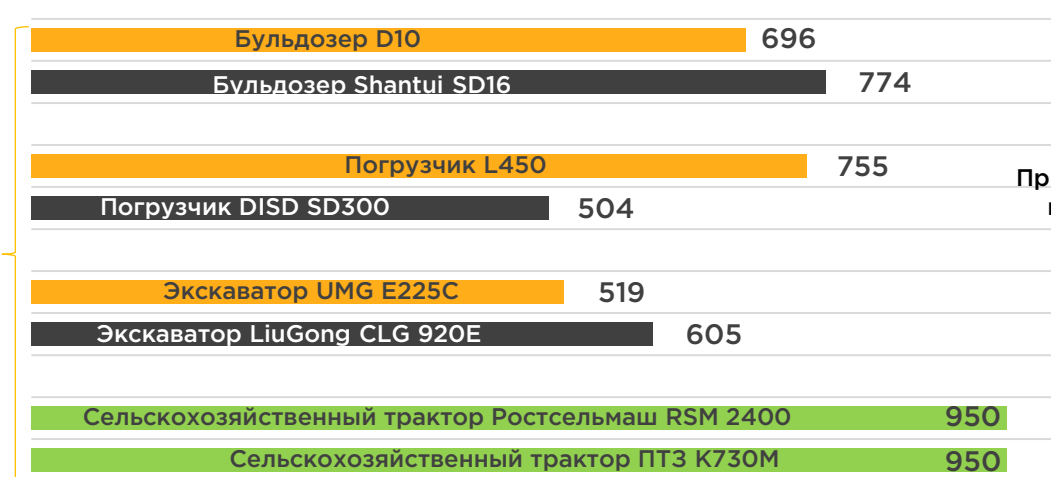 Бульдозер D10 696
Бульдозер Shantui SD16 774
Погрузчик L450 755
Пр
Погрузчик DISD SD300 504
Экскаватор UMG E225C 519
Экскаватор LiuGong CLG 920E 605
Сельскохозяйственный трактор Ростсельмаш RSM 2400 950
Сельскохозяйственный трактор ПТЗ К730М 950